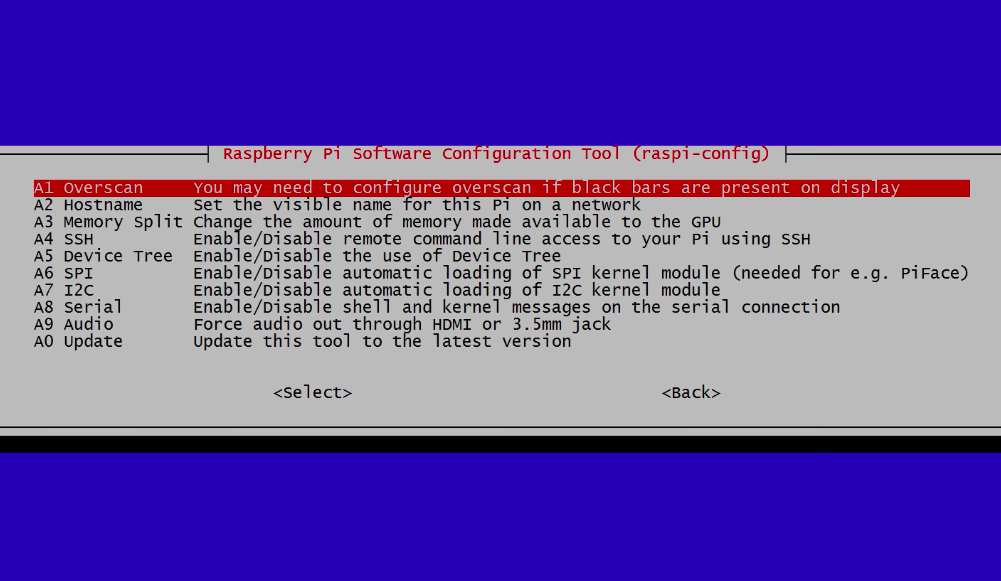 Raspberry Pi Software Configuration Tool (raspi-config)
A1 Overscan You may need to configure overscan if black bars are present on display
A2 Hostname Set the visible name for this Pi on a network
A3 Memory Split Change the amount of memory made available to the GPU
A4 SSH Enable/Disable remote command line access to your Pi using SSH
A5 Device Tree Enable/Disable the use of Device Tree
A6 SPI Enable/Disable automatic loading of SPI kernel module (needed for e.g. PiFace)
A7 I2C Enable/Disable automatic loading of I2C kernel module
A8 Serial Enable/Disable shell and kernel messages on the serial connection
A9 Audio Force audio out through HDMI or 3.5mm jack
A0 Update Update this tool to the latest version
<Select> <Back>